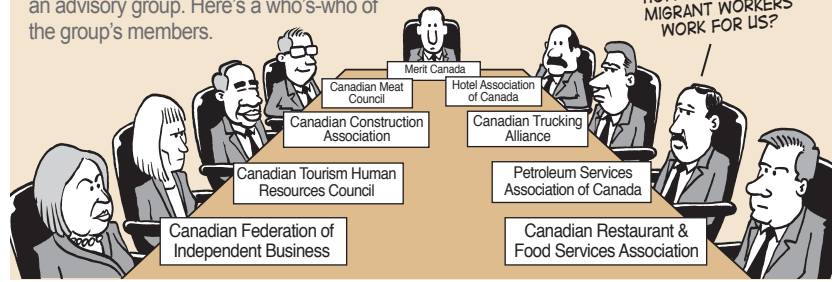 an advisory group. Here's a who's-who of
the group's members.
MIGRANT WORKERS
WORK FOR US?
Merit Canada
Canadian Meat
Council
Hotel Association
of Canada
Canadian Construction
Association
Canadian Trucking
Alliance
Canadian Tourism Human
Resources Council
Petroleum Services
Association of Canada
Canadian Federation of
Independent Business
Canadian Restaurant &
Food Services Association